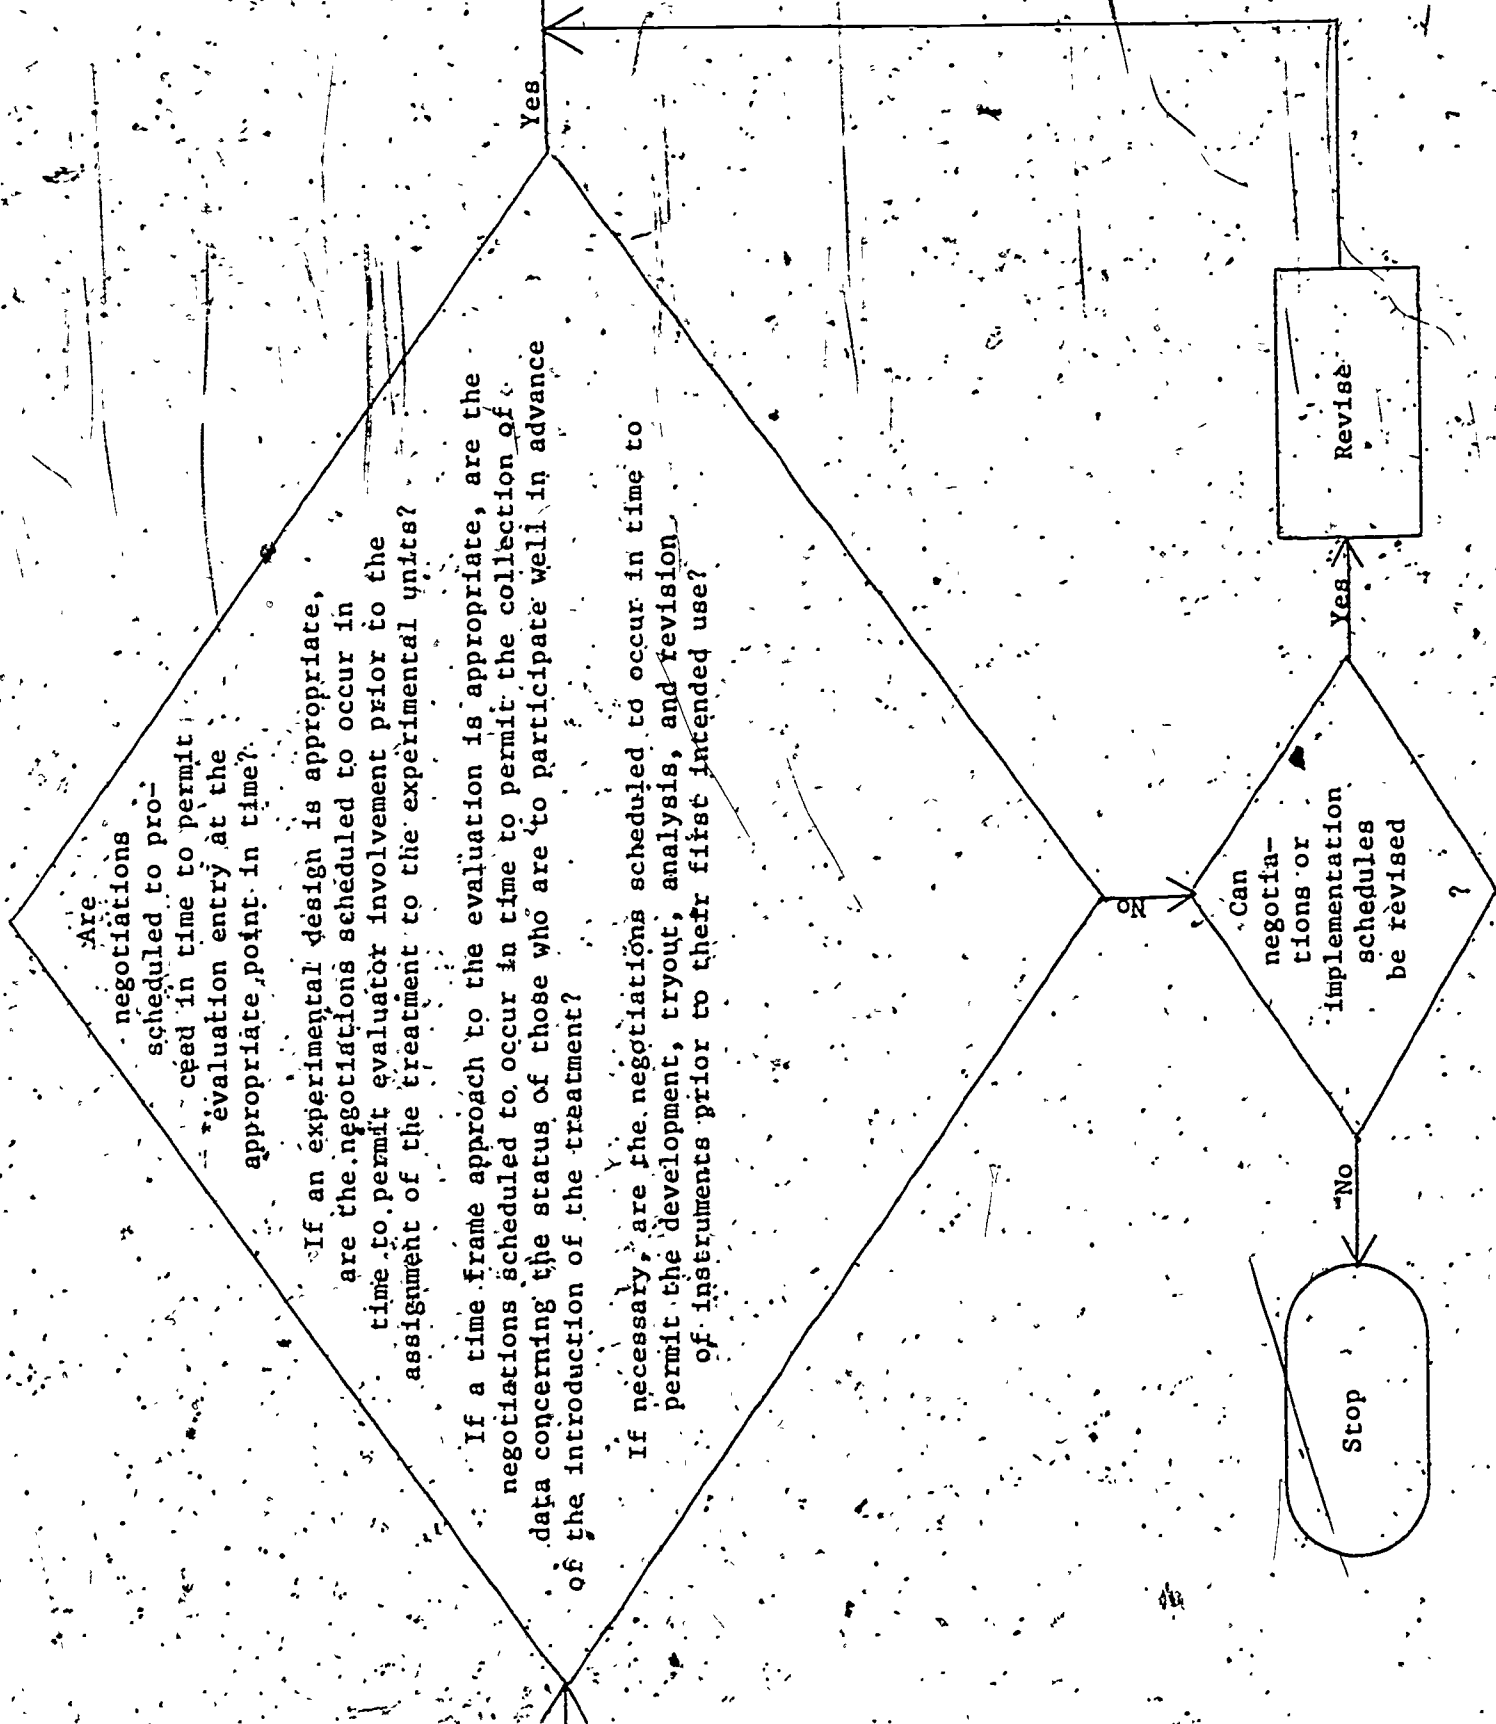 Are
negotiations
scheduled to pro-
ceed in time to permit
evaluation entry at the
appropriate point in time?
If an experimental design is appropriate,
are the negotiations scheduled to occur in
time to permit evaluator involvement prior to the
assignment of the treatment to the experimental units?
If a time frame approach to the evaluation is appropriate, are the
negotiations scheduled to occur in time to permit the collection of
data concerning the status of those who are to participate well in advance
of the introduction of the treatment?
If necessary, are the negotiations scheduled to occur in time to
permit the development, tryout, analysis, and revision
of instruments prior to their first intended use?
Yes
No
Can
negotia-
tions or
implementation
schedules
be revised
?
Yes
Revise
No
Stop